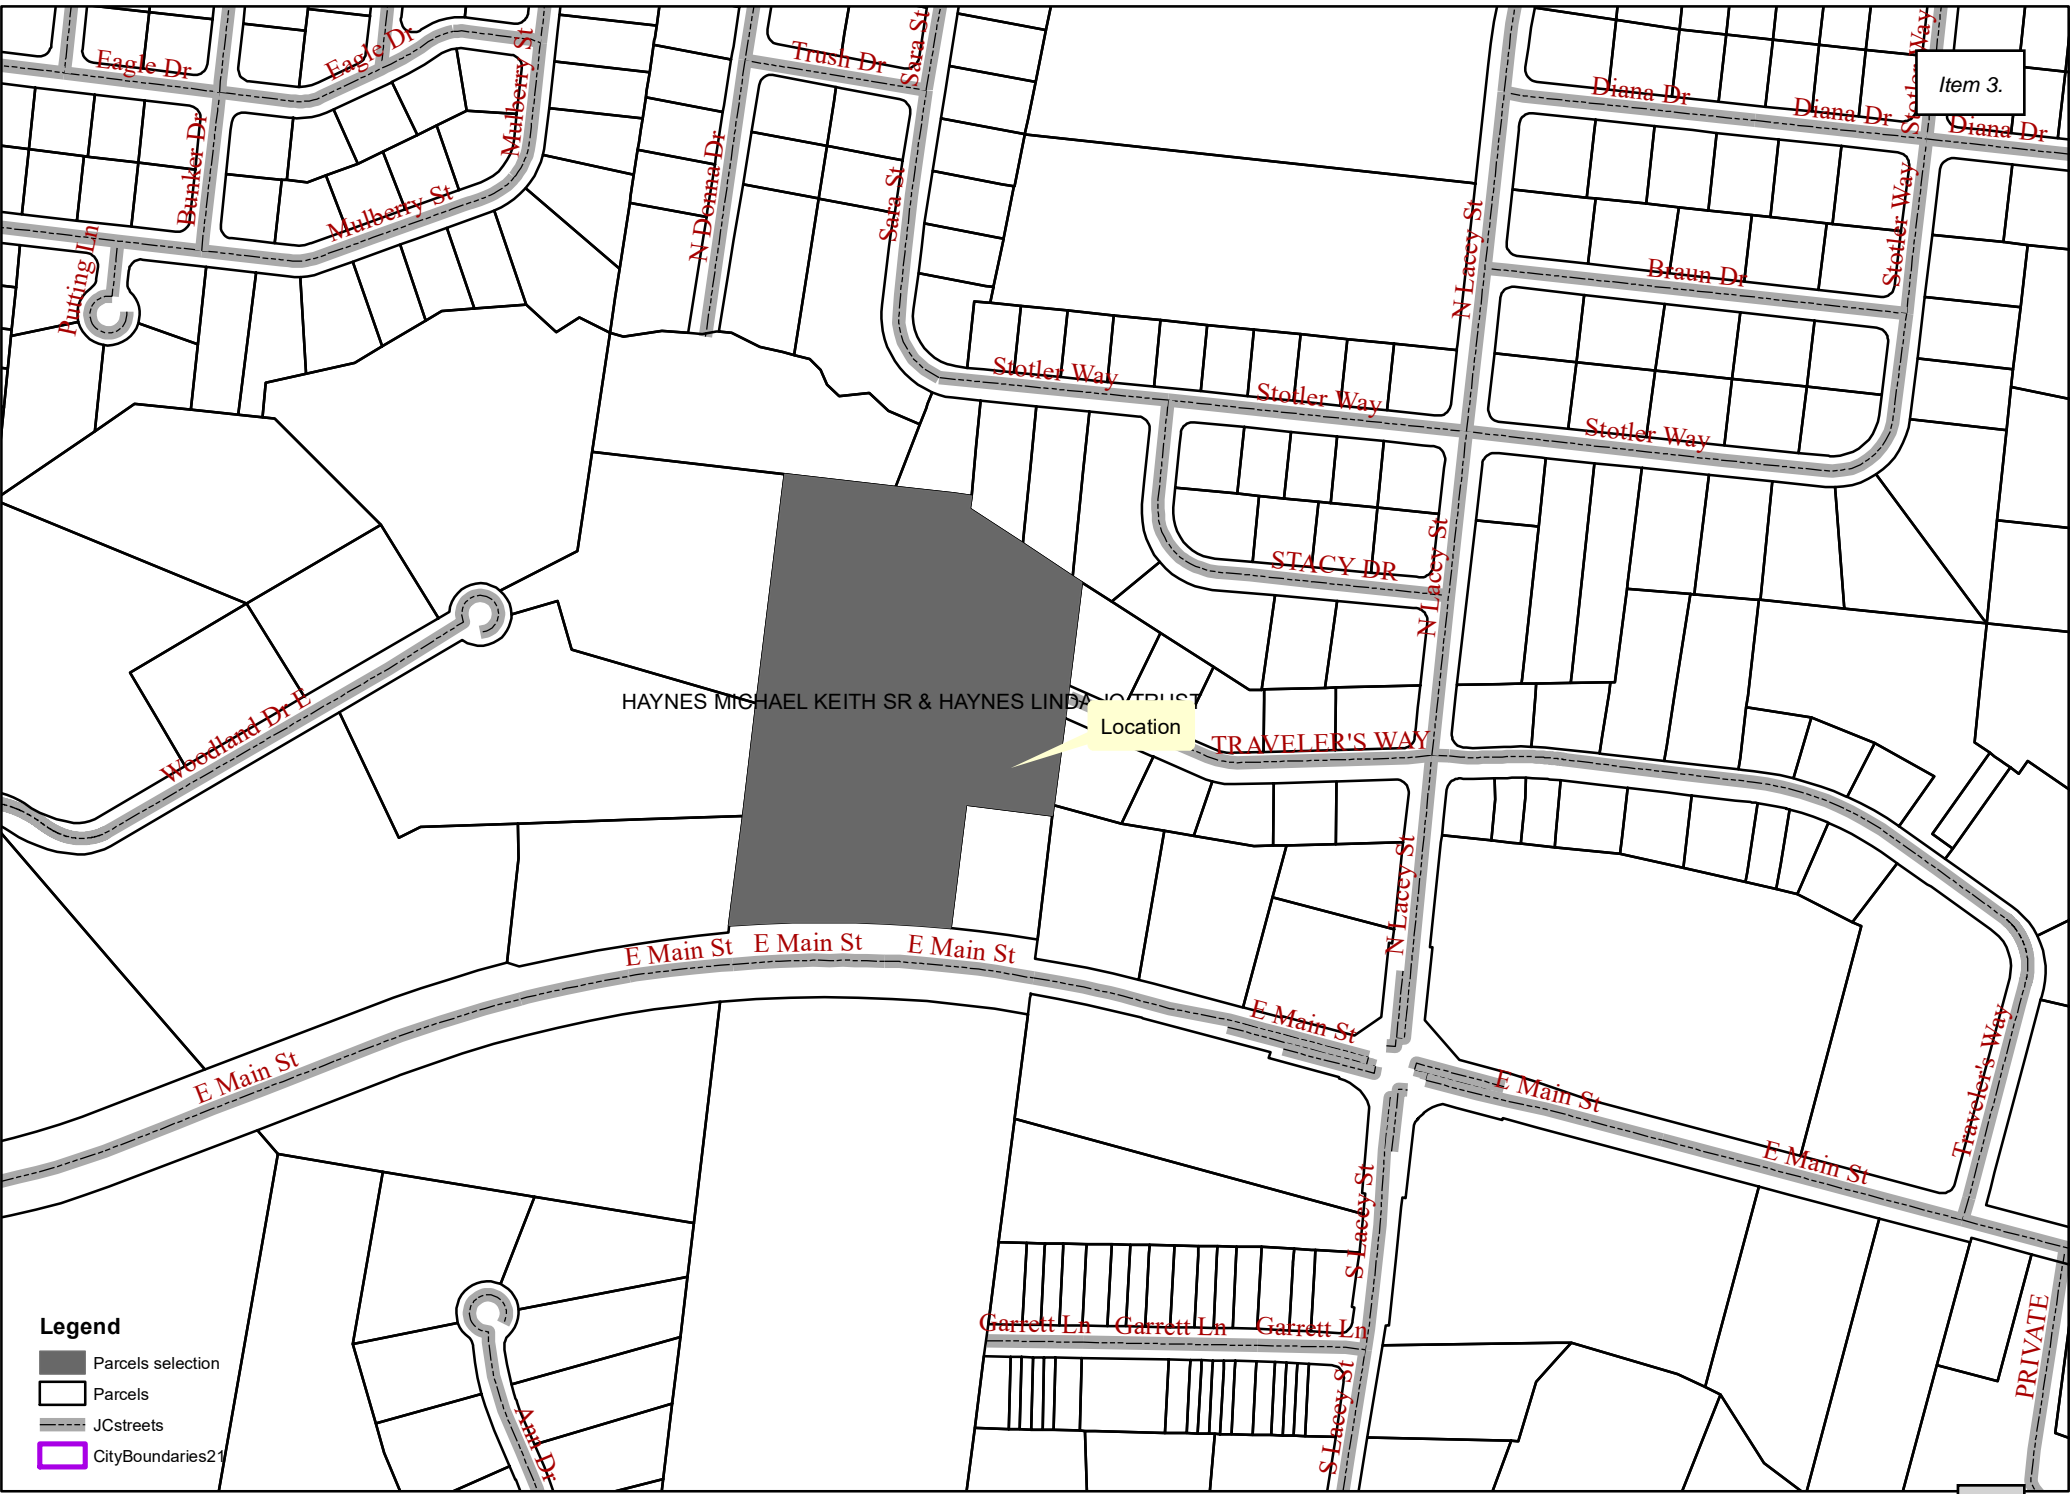 Eagle Dr
Eagle Dr
Mulberry St
Trush Dr
Sara St
Stotler Way
Item 3.
Diana Dr
Diana Dr
Diana Dr
Bunker Dr
Mulberry St
N Donna Dr
Sara St
N Lacey St
Stotler Way
Braun Dr
Putting Ln
Stotler Way
Stotler Way
Stotler Way
STACY DR
N Lacey St
HAYNES MICHAEL KEITH SR & HAYNES LINDA JO TRUST
Location
TRAVELER'S WAY
Woodland Dr E
N Lacey St
E Main St
E Main St
E Main St
E Main St
E Main St
E Main St
E Main St
Traveler's Way
S Lacey St
Garrett Ln
Garrett Ln
Garrett Ln
S Lacey St
PRIVATE
Ann Dr
Legend
Parcels selection
Parcels
JCstreets
CityBoundaries21